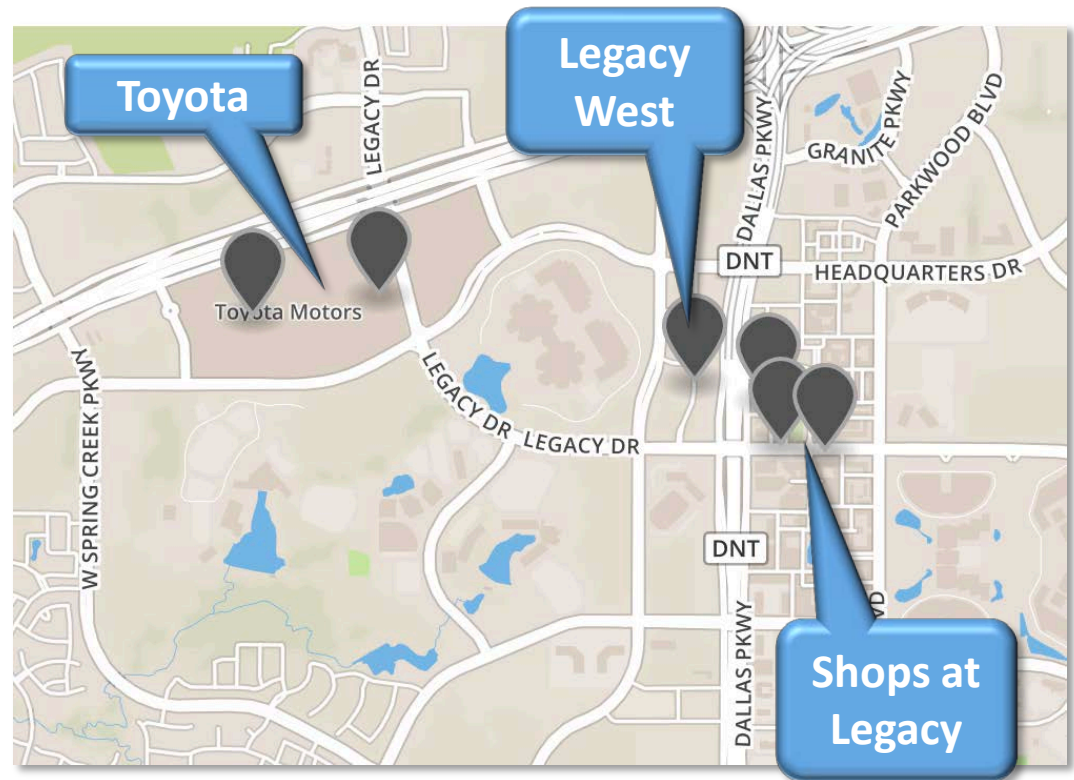 Toyota
Legacy
West
LEGACY DR
DALLAS PKWY
GRANITE PKWY
PARKWOOD BLVD
DNT
HEADQUARTERS DR
Toyota Motors
W SPRING CREEK PKWY
LEGACY DR
LEGACY DR
DNT
DALLAS PKWY
VD
Shops at
Legacy